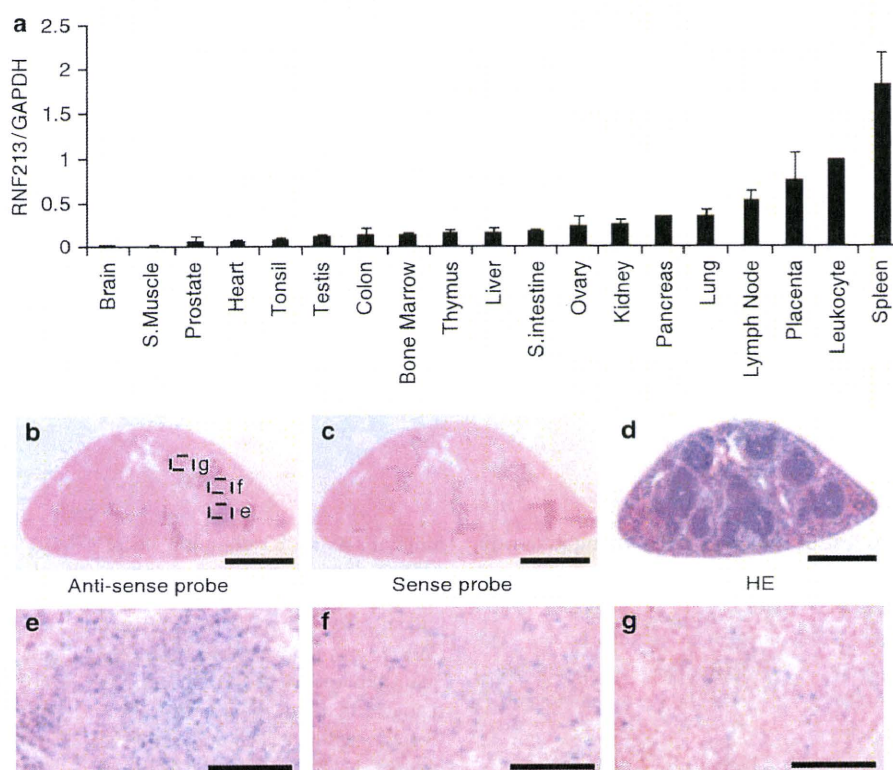 a
2.5
2
1.5
1
0.5
0
RNF213/GAPDH
Brain
S.Muscle
Prostate
Heart
Tonsil
Testis
Colon
Bone Marrow
Thymus
Liver
S.intestine
Ovary
Kidney
Pancreas
Lung
Lymph Node
Placenta
Leukocyte
Spleen
b
g
f
e
c
d
Anti-sense probe
Sense probe
HE
e
f
g